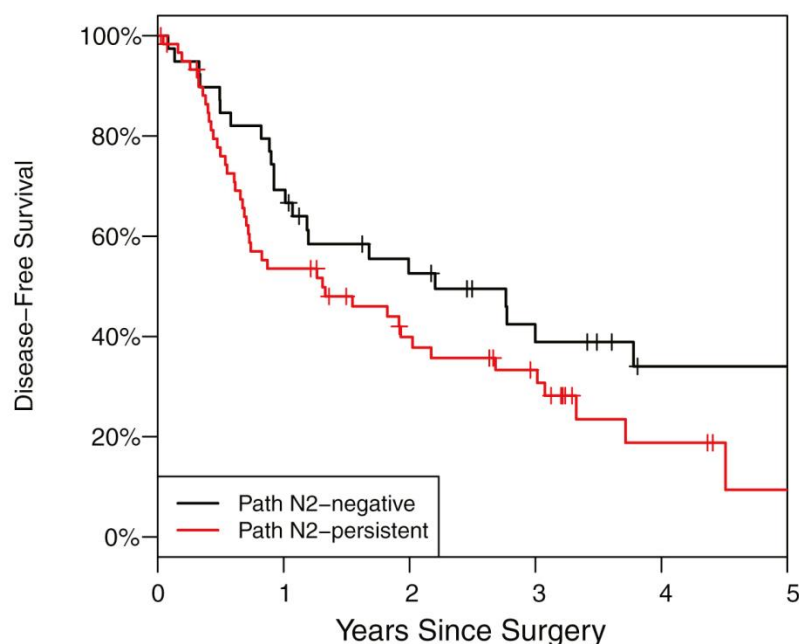 100%
80%
60%
40%
20%
0%
Disease-Free Survival
Path N2-negative
Path N2-persistent
0 1 2 3 4 5
Years Since Surgery